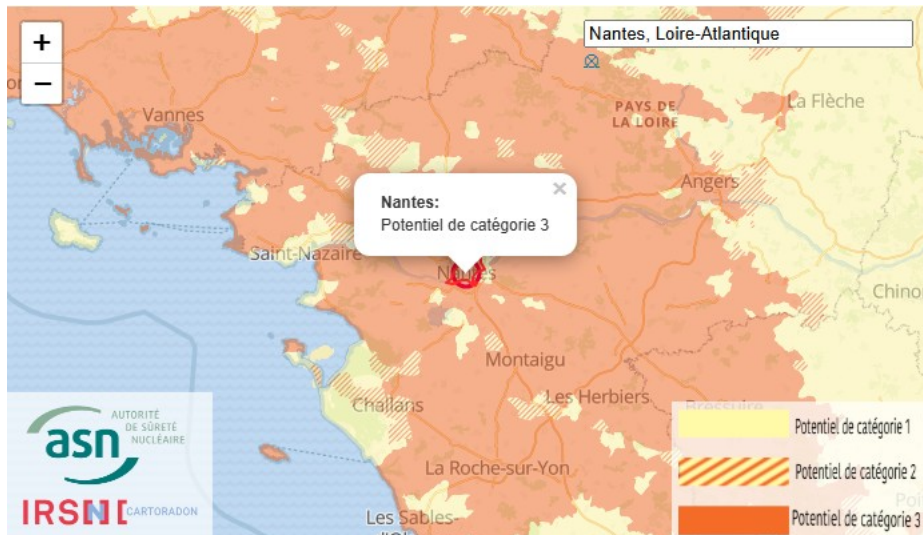 +
−
Nantes, Loire-Atlantique
Vannes
PAYS DE
LA LOIRE
La Flèche
Angers
×
Nantes:
Potentiel de catégorie 3
Saint-Nazaire
Nantes
Chinon
Montaigu
Challans
Les Herbiers
Bressuire
La Roche-sur-Yon
Les Sables-
asn
AUTORITÉ
DE SÛRETÉ
NUCLÉAIRE
IRSN [ CARTORADON
Potentiel de catégorie 1
Potentiel de catégorie 2
Potentiel de catégorie 3